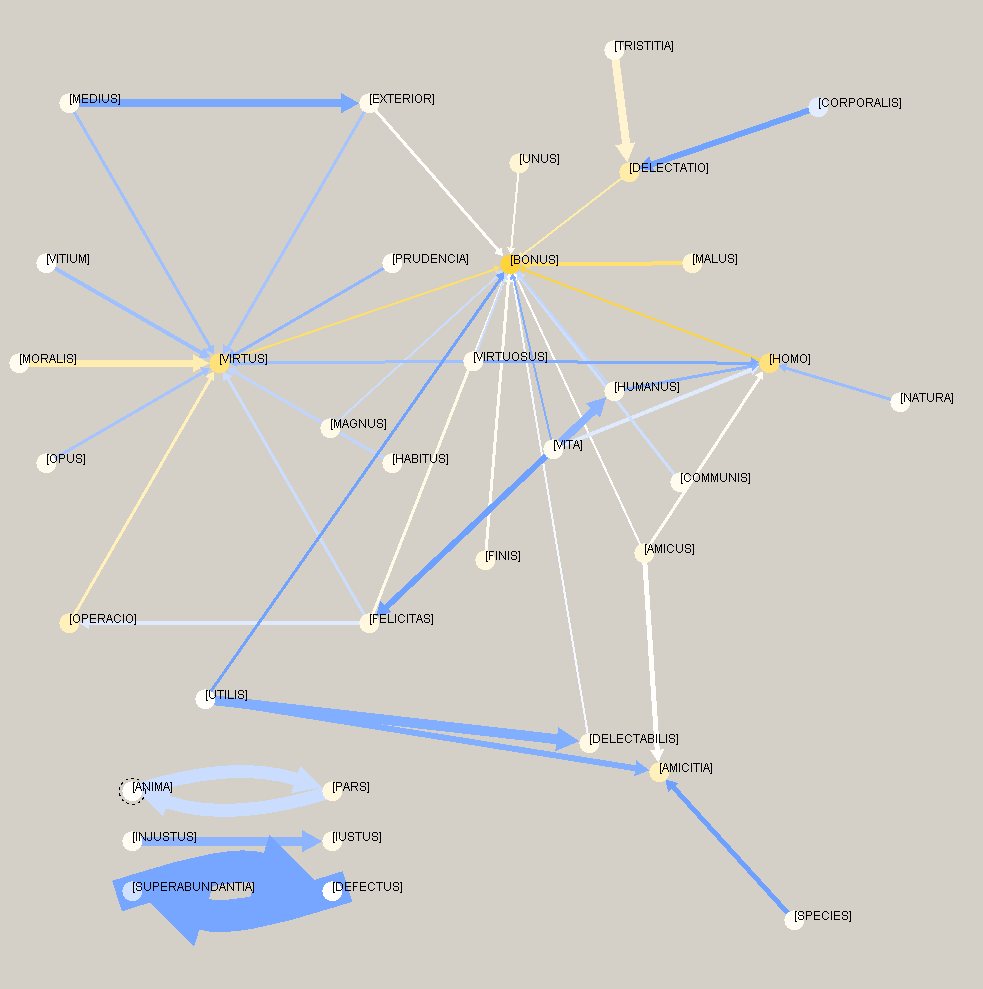 [TRISTITIA]
[MEDIUS]
[EXTERIOR]
[CORPORALIS]
[UNUS]
[DELECTATIO]
[VITIUM]
[PRUDENCIA]
[BONUS]
[MALUS]
[MORALIS]
[VIRTUS]
[VIRTUOSUS]
[HOMO]
[HUMANUS]
[NATURA]
[MAGNUS]
[VITA]
[OPUS]
[HABITUS]
[COMMUNIS]
[FINIS]
[AMICUS]
[OPERACIO]
[FELICITAS]
[UTILIS]
[DELECTABILIS]
[AMICITIA]
[ANIMA]
[PARS]
[INJUSTUS]
[IUSTUS]
[SUPERABUNDANTIA]
[DEFECTUS]
[SPECIES]